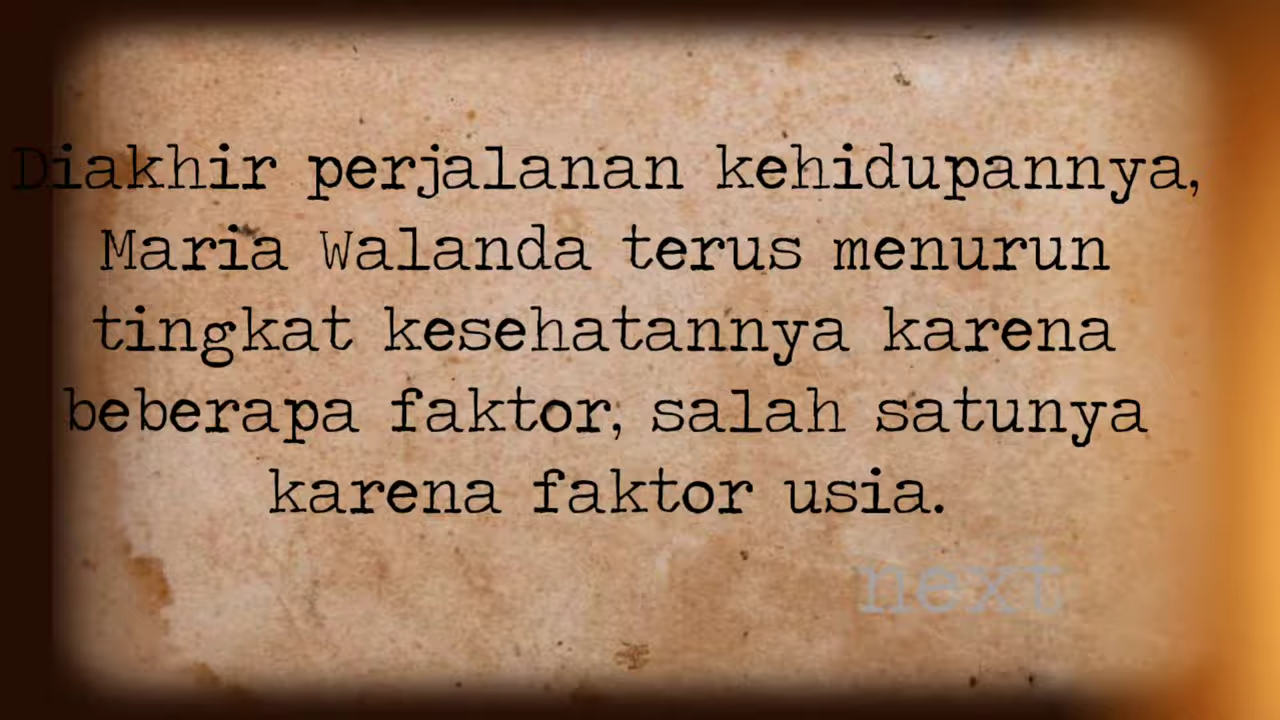 Diakhir perjalanan kehidupannya,
Maria Walanda terus menurun
tingkat kesehatannya karena
beberapa faktor, salah satunya
karena faktor usia.
next